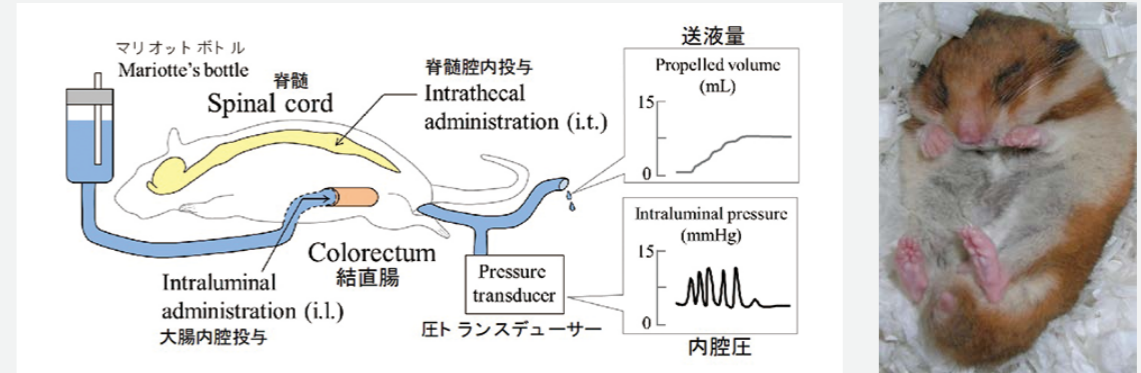 マリオットボトル
Mariotte's bottle
脊髄
Spinal cord
脊髄腔内投与
Intrathecal
administration (i.t.)
送液量
Propelled volume
(mL)
15
0
Intraluminal pressure
(mmHg)
15
0
内腔圧
Colorectum
結直腸
Intraluminal
administration (i.l.)
大腸内腔投与
Pressure
transducer
圧トランスデューサー